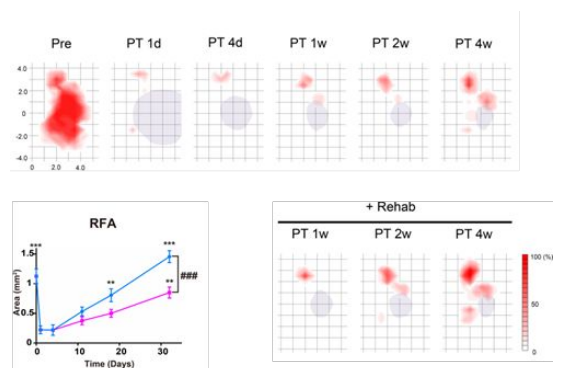 Pre PT 1d PT 4d PT 1w PT 2w PT 4w
4.0
2.0
0
-2.0
-4.0
0 2.0 4.0
RFA
Area (mm²)
1.5
1
0.5
0
0 10 20 30
Time (Days)
***
**
***
**
###
+ Rehab
PT 1w PT 2w PT 4w
100 (%)
50
0